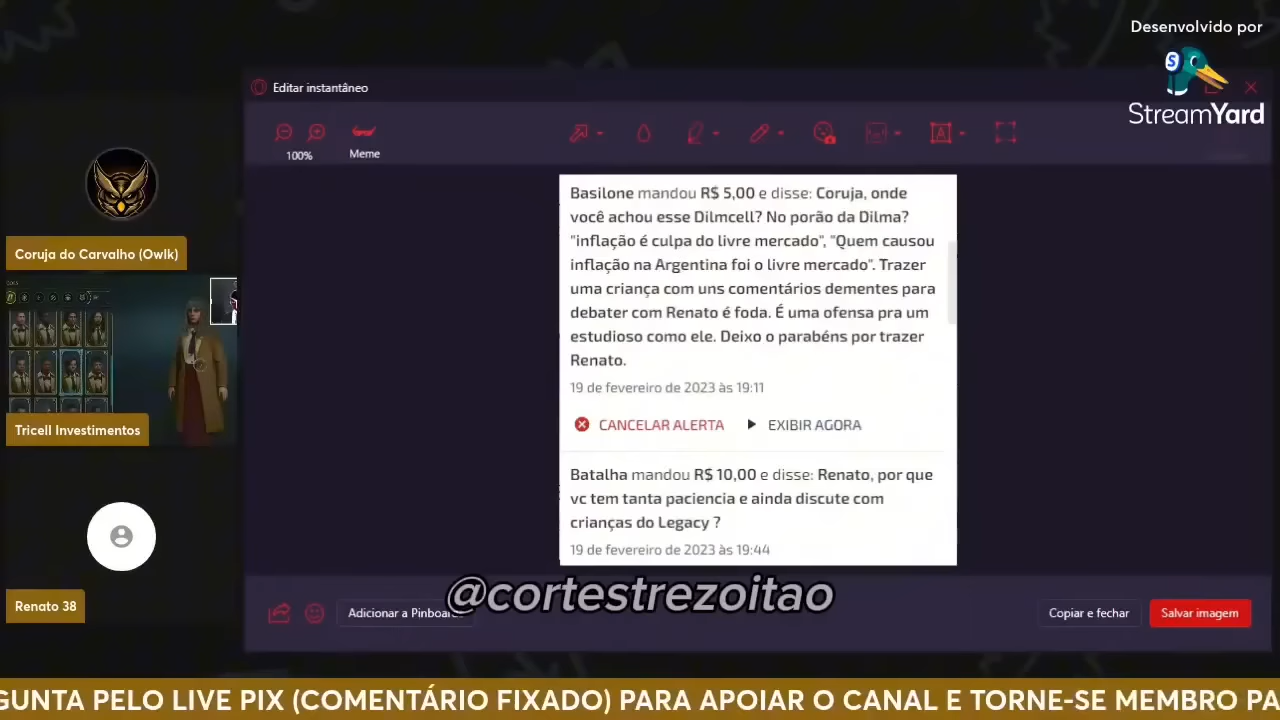 Desenvolvido por
StreamYard
Editar instantâneo
100%
Meme
Coruja do Carvalho (Owlk)
Tricell Investimentos
Renato 38
Basilone mandou R$ 5,00 e disse: Coruja, onde
você achou esse Dilmcell? No porão da Dilma?
"inflação é culpa do livre mercado", "Quem causou
inflação na Argentina foi o livre mercado". Trazer
uma criança com uns comentários dementes para
debater com Renato é foda. É uma ofensa pra um
estudioso como ele. Deixo o parabéns por trazer
Renato.
19 de fevereiro de 2023 às 19:11
CANCELAR ALERTA
EXIBIR AGORA
Batalha mandou R$ 10,00 e disse: Renato, por que
vc tem tanta paciencia e ainda discute com
crianças do Legacy ?
19 de fevereiro de 2023 às 19:44
@cortestrezoitao
Adicionar a Pinboard
Copiar e fechar
Salvar imagem
GUNTA PELO LIVE PIX (COMENTÁRIO FIXADO) PARA APOIAR O CANAL E TORNE-SE MEMBRO PA